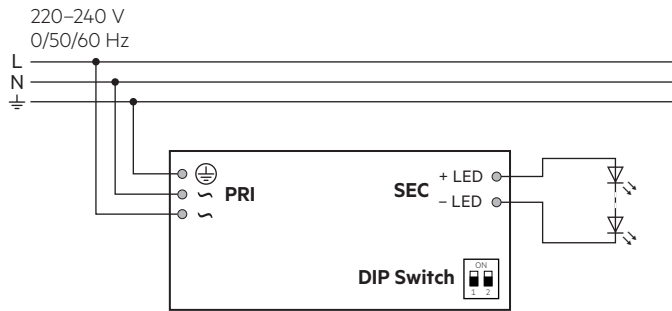 220–240 V
0/50/60 Hz
L
N
PRI
SEC
+ LED
– LED
DIP Switch
ON
1 2